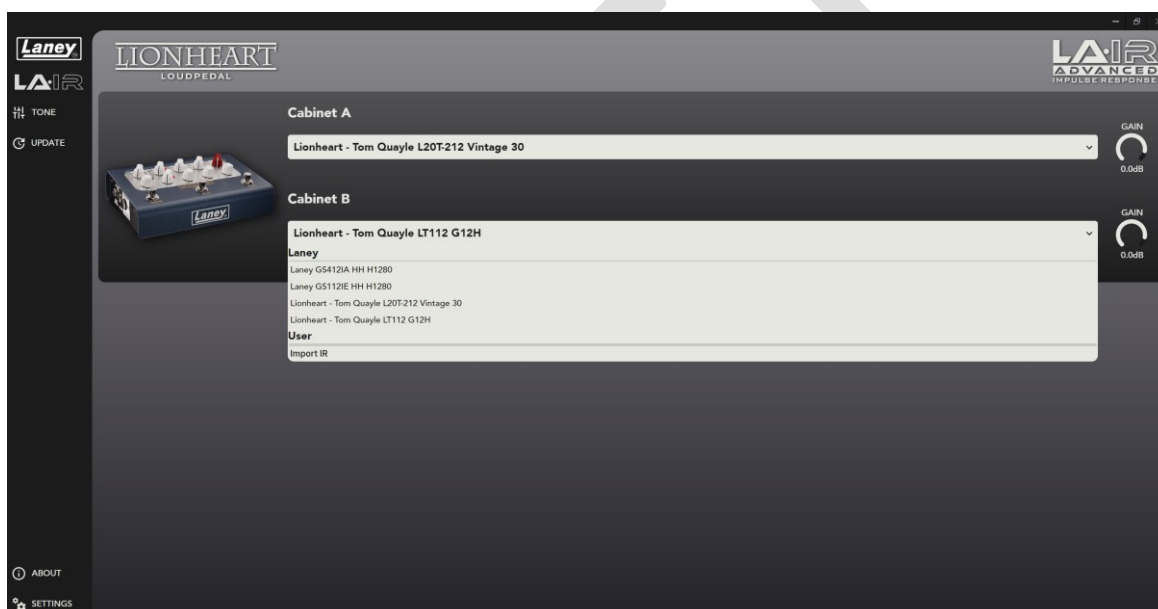 Laney
LA·IR
TONE
UPDATE
LIONHEART
LOUDPEDAL
LA·IR
ADVANCED
IMPULSE RESPONSE
Cabinet A
Lionheart - Tom Quayle L20T-212 Vintage 30
GAIN
0.0dB
Laney
Cabinet B
Lionheart - Tom Quayle LT112 G12H
GAIN
0.0dB
Laney
Laney GS412IA HH H1280
Laney GS112IE HH H1280
Lionheart - Tom Quayle L20T-212 Vintage 30
Lionheart - Tom Quayle LT112 G12H
User
Import IR
ABOUT
SETTINGS